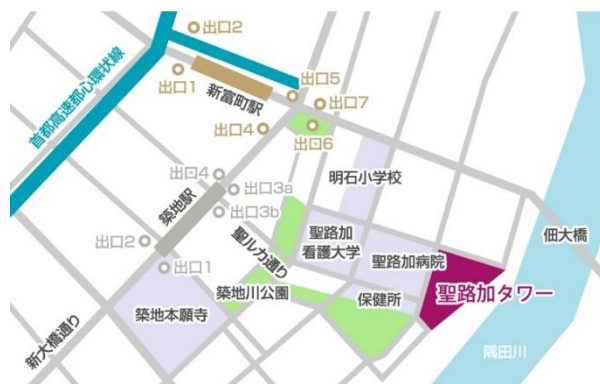 出口2
首都高速都心環状線
出口1
新富町駅
出口5
出口7
出口4
出口6
出口4
築地駅
出口3a
出口3b
明石小学校
聖路加
看護大学
聖ルカ通り
出口2
出口1
佃大橋
聖路加病院
聖路加タワー
築地川公園
保健所
築地本願寺
新大橋通り
隅田川